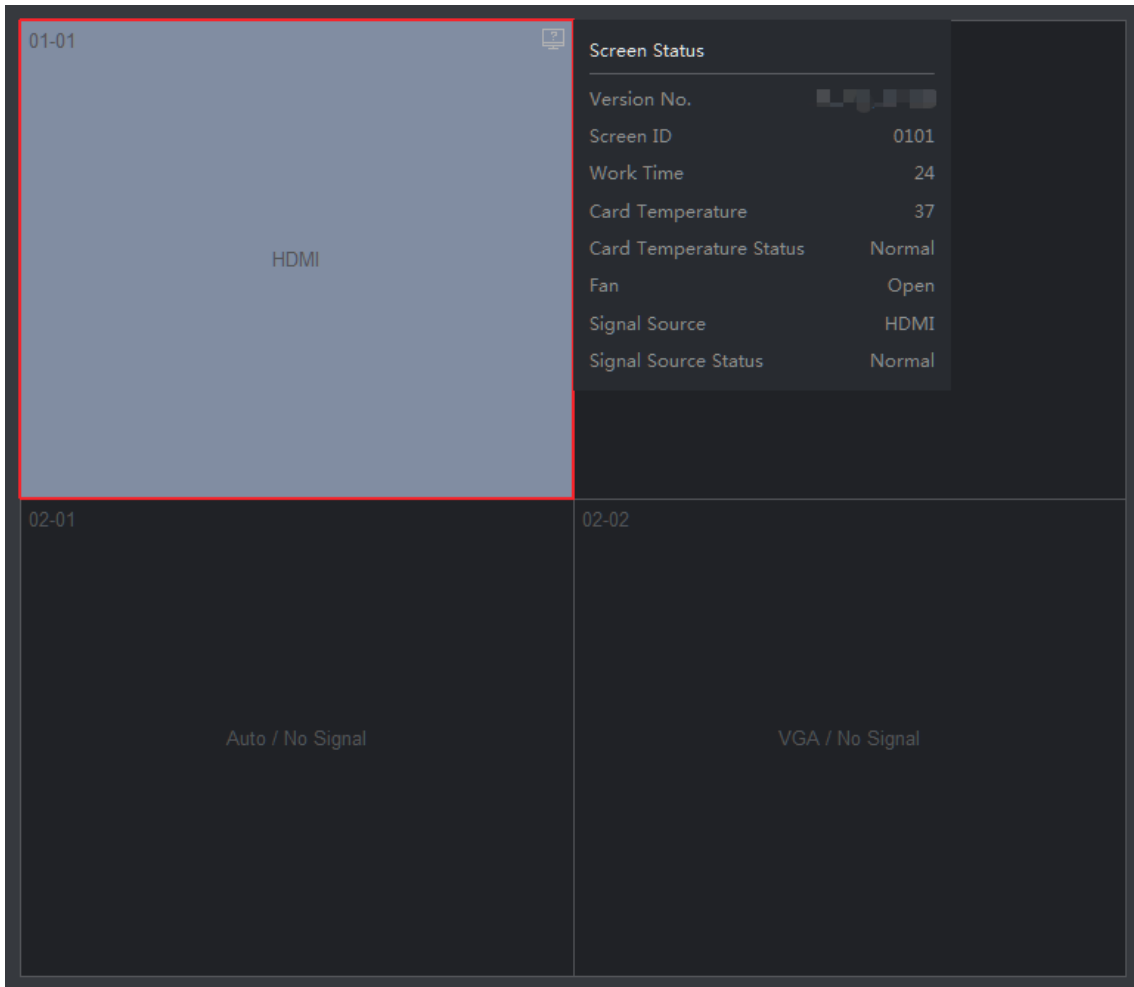 01-01
HDMI
Screen Status
Version No.
Screen ID 0101
Work Time 24
Card Temperature 37
Card Temperature Status Normal
Fan Open
Signal Source HDMI
Signal Source Status Normal
02-01
Auto / No Signal
02-02
VGA / No Signal